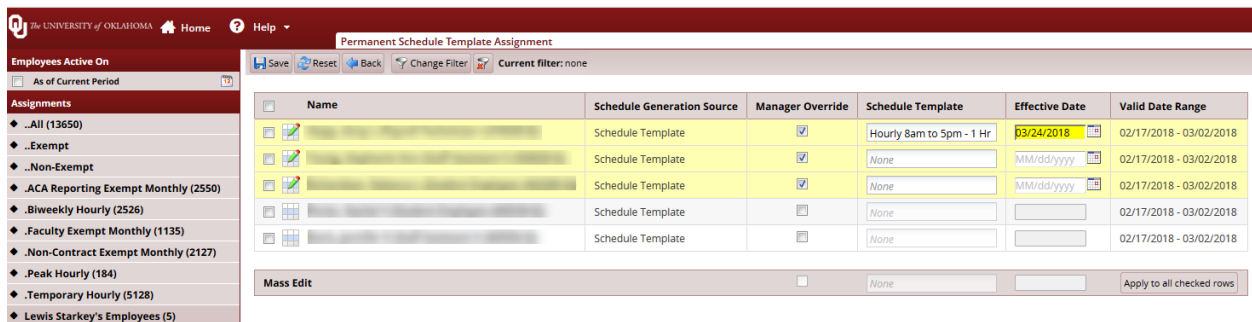 The UNIVERSITY of OKLAHOMA Home Help
Permanent Schedule Template Assignment
Employees Active On
As of Current Period
12
Assignments
..All (13650)
..Exempt
..Non-Exempt
.ACA Reporting Exempt Monthly (2550)
.Biweekly Hourly (2526)
.Faculty Exempt Monthly (1135)
.Non-Contract Exempt Monthly (2127)
.Peak Hourly (184)
.Temporary Hourly (5128)
Lewis Starkey's Employees (5)
Save Reset Back Change Filter Current filter: none
Name Schedule Generation Source Manager Override Schedule Template Effective Date Valid Date Range
Schedule Template Hourly 8am to 5pm - 1 Hr 03/24/2018 02/17/2018 - 03/02/2018
Schedule Template None MM/dd/yyyy 02/17/2018 - 03/02/2018
Schedule Template None MM/dd/yyyy 02/17/2018 - 03/02/2018
Schedule Template None 02/17/2018 - 03/02/2018
Schedule Template None 02/17/2018 - 03/02/2018
Mass Edit None Apply to all checked rows